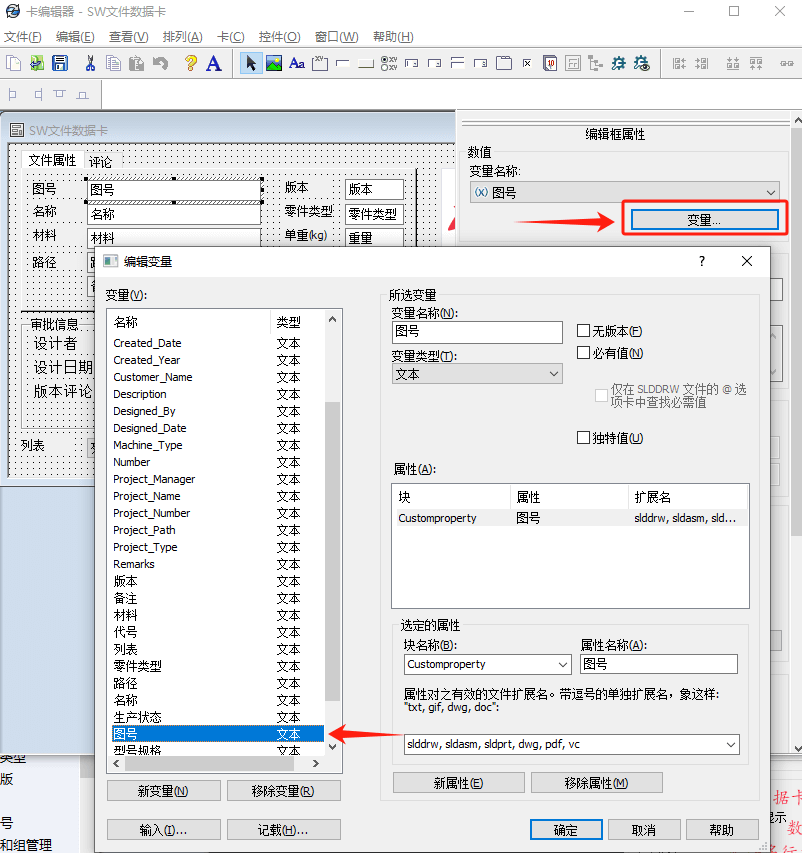 卡编辑器 - SW文件数据卡
文件(F) 编辑(E) 查看(V) 排列(A) 卡(C) 控件(O) 窗口(W) 帮助(H)
SW文件数据卡
文件属性 评论
图号 图号 版本 版本
名称 名称 零件类型 零件类型
材料 材料 单重(kg) 重量
路径
审批信息
设计者
设计日期
版本评论
列表
编辑框属性
数值
变量名称:
(x) 图号
变量...
编辑变量
变量(V):
名称 类型
Created_Date 文本
Created_Year 文本
Customer_Name 文本
Description 文本
Designed_By 文本
Designed_Date 文本
Machine_Type 文本
Number 文本
Project_Manager 文本
Project_Name 文本
Project_Number 文本
Project_Path 文本
Project_Type 文本
Remarks 文本
版本 文本
备注 文本
材料 文本
代号 文本
列表 文本
零件类型 文本
路径 文本
名称 文本
生产状态 文本
图号 文本
型号规格 文本
新变量(N) 移除变量(R)
输入(I)... 记载(H)...
所选变量
变量名称(N):
图号
无版本(F)
必有值(N)
变量类型(T):
文本
仅在 SLDDRW 文件的 @ 选
项卡中查找必需值
独特值(U)
属性(A):
块 属性 扩展名
Customproperty 图号 slddrw, sldasm, sld...
选定的属性
块名称(B): 属性名称(A):
Customproperty 图号
属性对之有效的文件扩展名。带逗号的单独扩展名，象这样:
"txt, gif, dwg, doc":
slddrw, sldasm, sldprt, dwg, pdf, vc
新属性(E) 移除属性(M)
确定 取消 帮助
类型
版
号
和组管理
据卡
显示
数